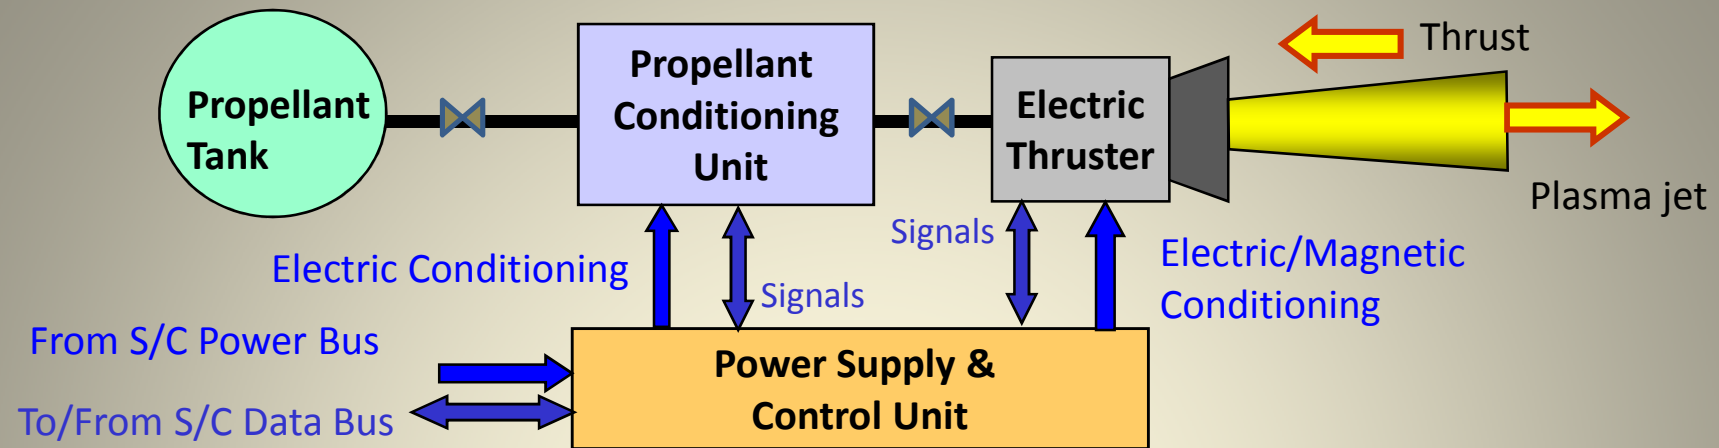 Thrust
Propellant
Tank
Propellant
Conditioning
Unit
Electric
Thruster
Plasma jet
Signals
Electric Conditioning
Signals
Electric/Magnetic
Conditioning
From S/C Power Bus
To/From S/C Data Bus
Power Supply &
Control Unit